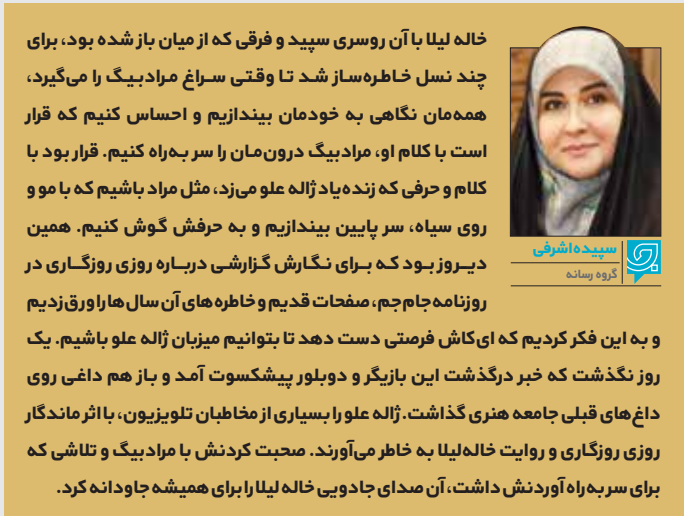 خاله لیلا با آن روسری سپید و فرقی که از میان باز شده بود، برای
چند نسل خاطره‌ساز شد تا وقتی سراغ مرادبیگ را می‌گیرد،
همه‌مان نگاهی به خودمان بیندازیم و احساس کنیم که قرار
است با کلام او، مرادبیگ درون‌مان را سر به‌راه کنیم. قرار بود با
کلام و حرفی که زنده‌یاد ژاله علو می‌زد، مثل مراد باشیم که با مو و
روی سیاه، سر پایین بیندازیم و به حرفش گوش کنیم. همین
دیروز بود که برای نگارش گزارشی درباره روزی روزگاری در
روزنامه‌جام‌جم، صفحات قدیم و خاطره‌های آن سال‌ها را ورق زدیم
و به این فکر کردیم که ای‌کاش فرصتی دست دهد تا بتوانیم میزبان ژاله علو باشیم. یک
روز نگذشت که خبر درگذشت این بازیگر و دوبلور پیشکسوت آمد و باز هم داغی روی
داغ‌های قبلی جامعه هنری گذاشت. ژاله علو را بسیاری از مخاطبان تلویزیون، با اثر ماندگار
روزی روزگاری و روایت خاله‌لیلا به خاطر می‌آورند. صحبت کردنش با مرادبیگ و تلاشی که
برای سر به‌راه آوردنش داشت، آن صدای جادویی خاله لیلا را برای همیشه جاودانه کرد.
سپیده اشرفی
گروه رسانه